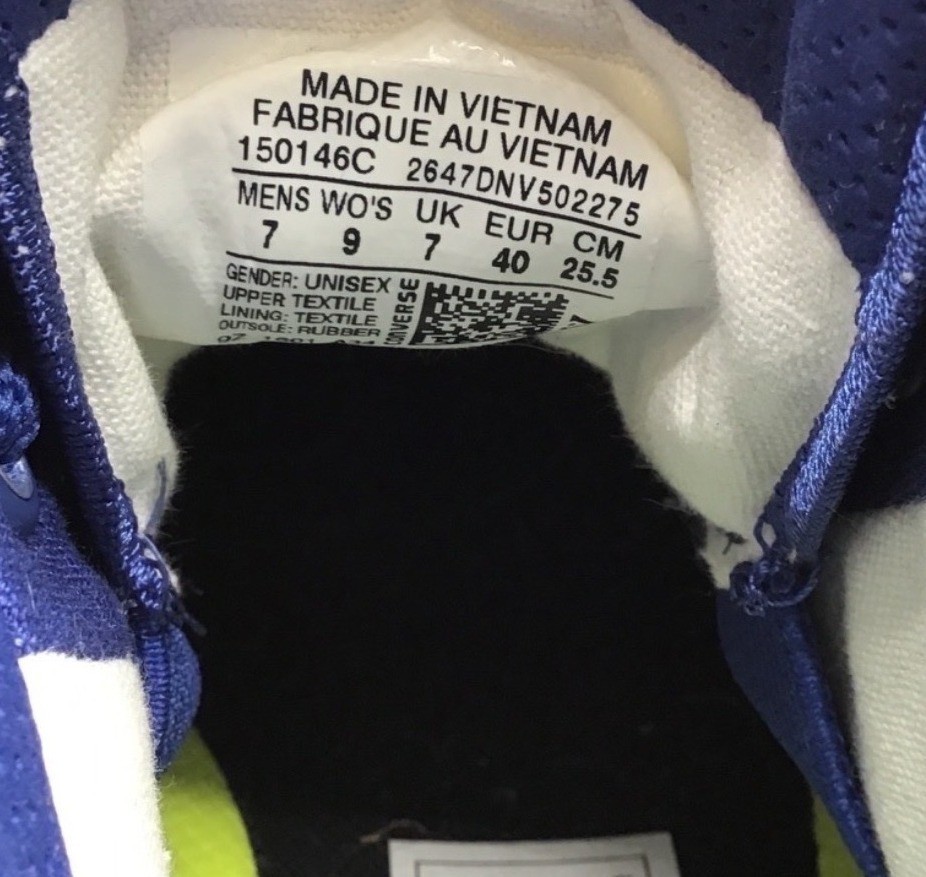 MADE IN VIETNAM
FABRIQUE AU VIETNAM
150146C 2647DNV502275
MENS WO'S UK EUR CM
7 9 7 40 25.5
GENDER: UNISEX
UPPER TEXTILE
LINING: TEXTILE
OUTSOLE: RUBBER
CONVERSE